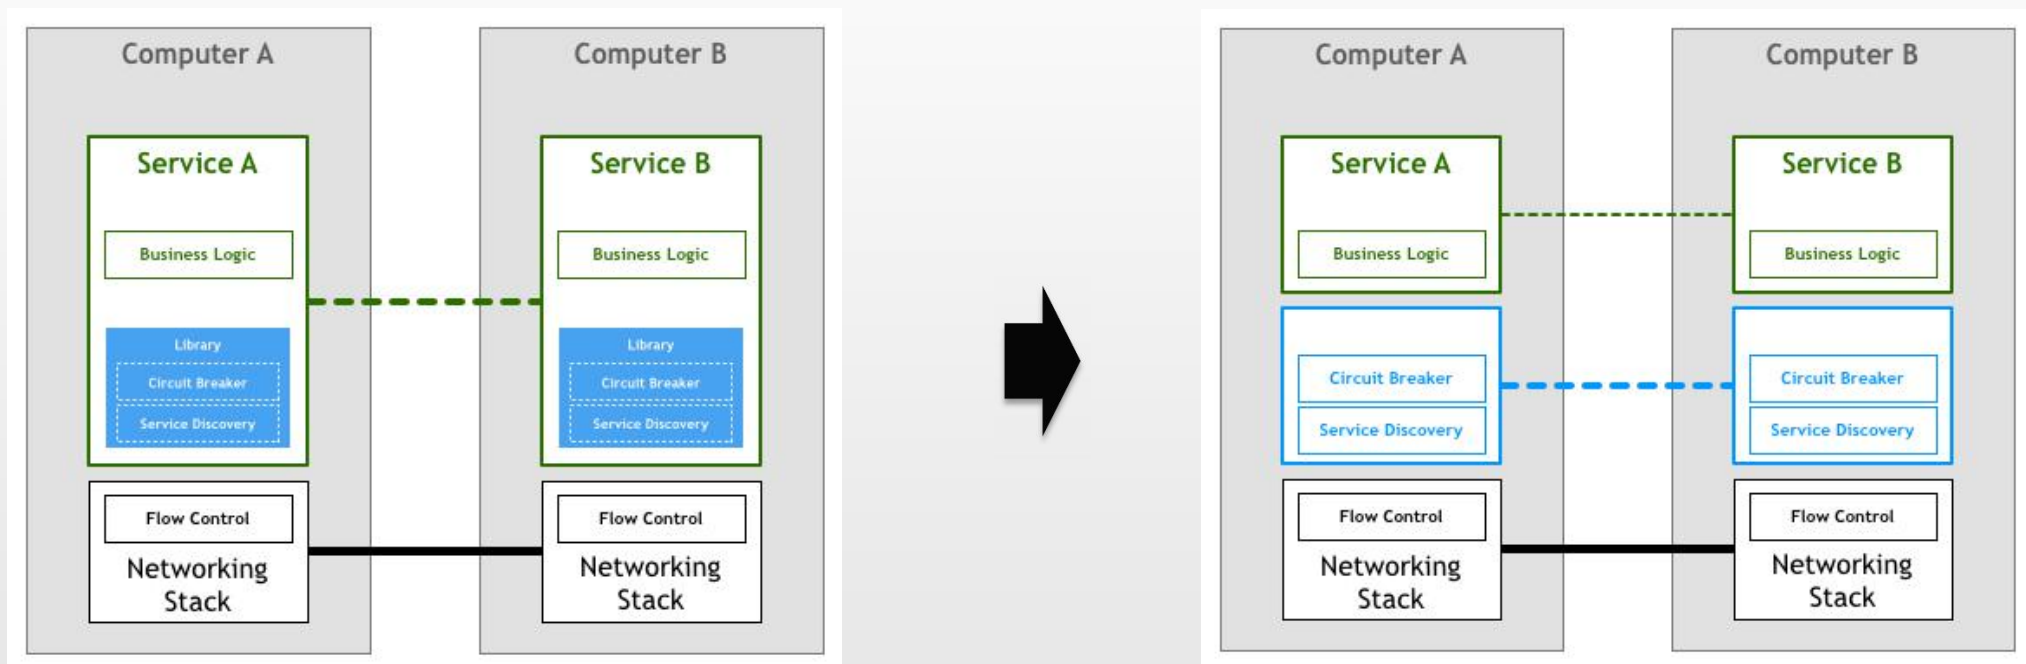 Computer A
Service A
Business Logic
Library
Circuit Breaker
Service Discovery
Flow Control
Networking
Stack
Computer B
Service B
Business Logic
Library
Circuit Breaker
Service Discovery
Flow Control
Networking
Stack
Computer A
Service A
Business Logic
Circuit Breaker
Service Discovery
Flow Control
Networking
Stack
Computer B
Service B
Business Logic
Circuit Breaker
Service Discovery
Flow Control
Networking
Stack